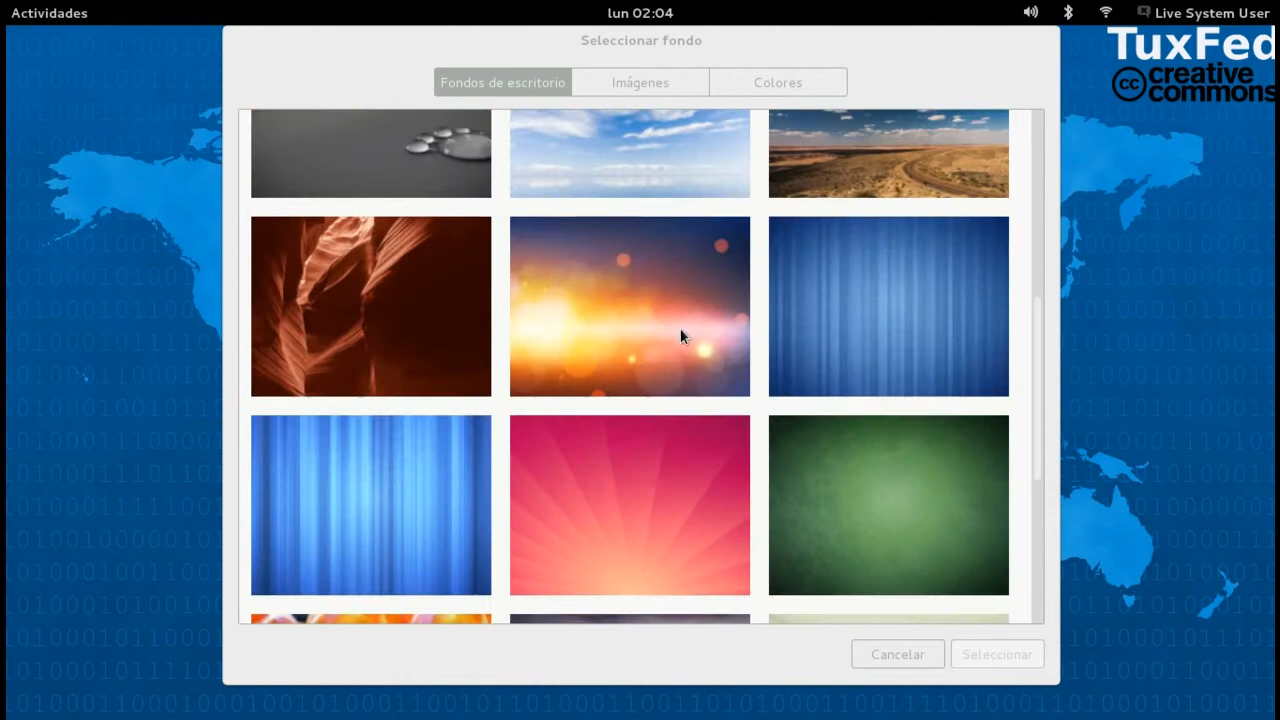 Actividades
lun 02:04
Live System User
TuxFed
cc creative
commons
Seleccionar fondo
Fondos de escritorio
Imágenes
Colores
Cancelar
Seleccionar